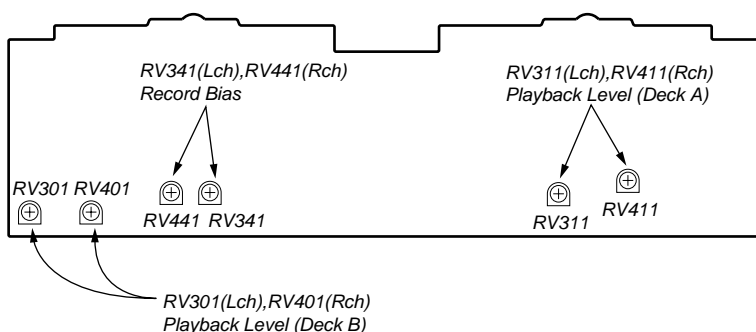 RV341(Lch),RV441(Rch)
Record Bias
RV311(Lch),RV411(Rch)
Playback Level (Deck A)
RV301 RV401
RV441 RV341
RV311
RV411
RV301(Lch),RV401(Rch)
Playback Level (Deck B)